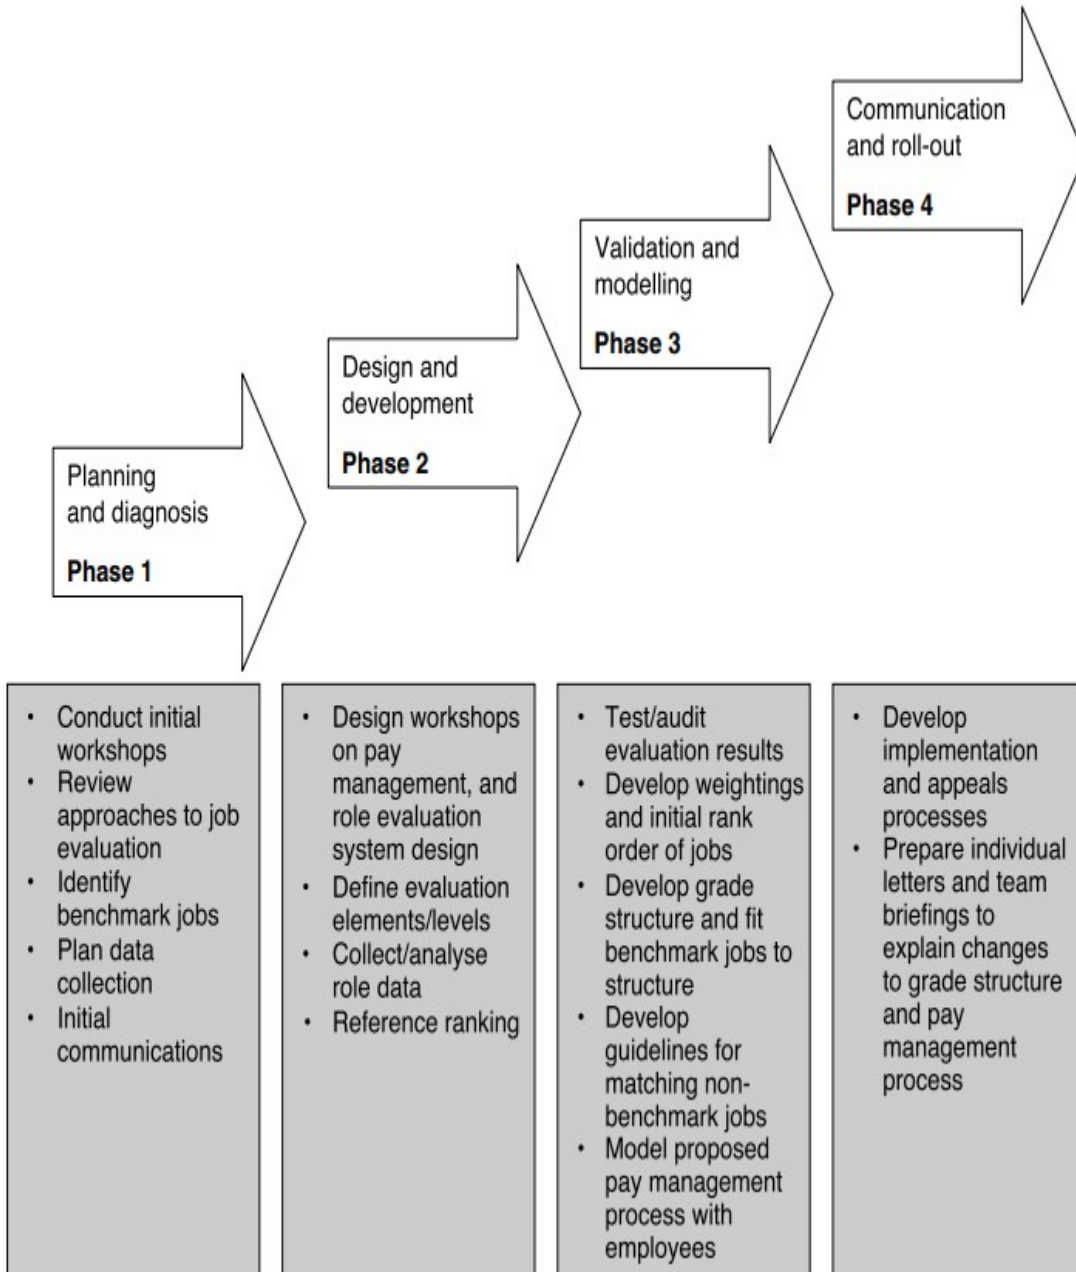 Planning
and diagnosis
Phase 1
Design and
development
Phase 2
Validation and
modelling
Phase 3
Communication
and roll-out
Phase 4
• Conduct initial
workshops
• Review
approaches to job
evaluation
• Identify
benchmark jobs
• Plan data
collection
• Initial
communications
• Design workshops
on pay
management, and
role evaluation
system design
• Define evaluation
elements/levels
• Collect/analyse
role data
• Reference ranking
• Test/audit
evaluation results
• Develop weightings
and initial rank
order of jobs
• Develop grade
structure and fit
benchmark jobs to
structure
• Develop
guidelines for
matching non-
benchmark jobs
• Model proposed
pay management
process with
employees
• Develop
implementation
and appeals
processes
• Prepare individual
letters and team
briefings to
explain changes
to grade structure
and pay
management
process